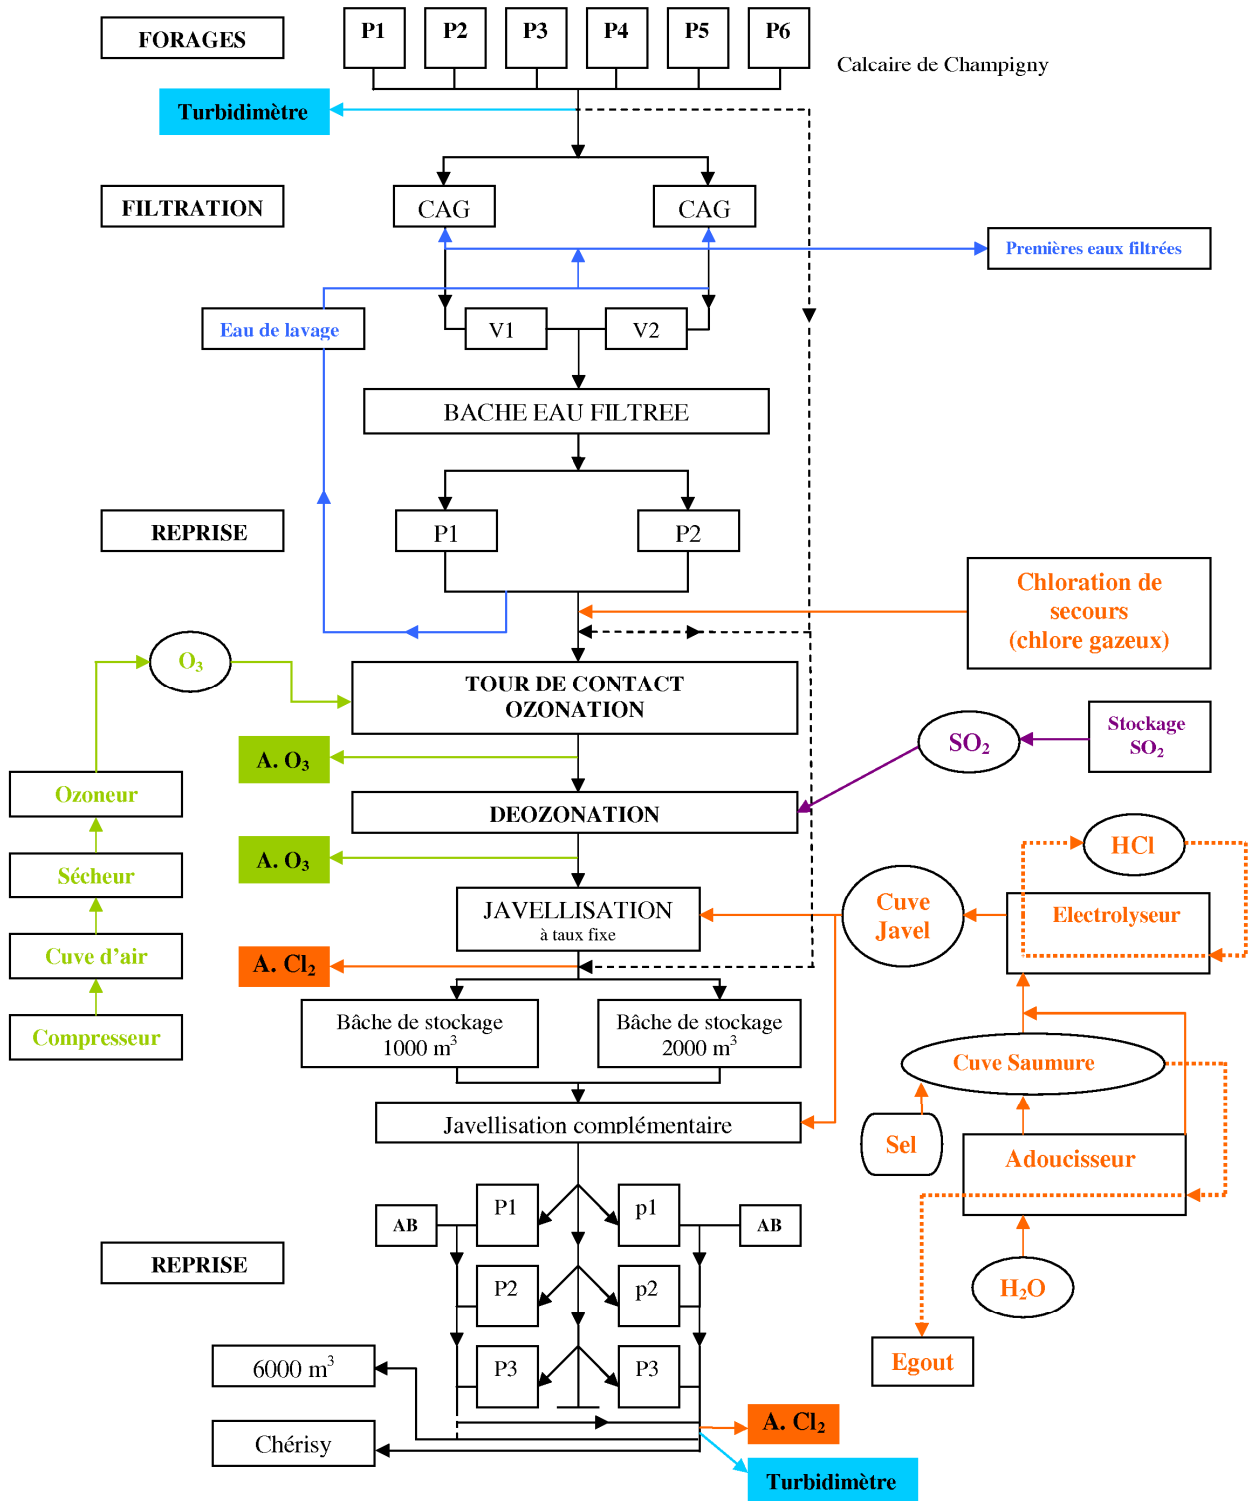 FORAGES
P1
P2
P3
P4
P5
P6
Calcaire de Champigny
Turbidimètre
FILTRATION
CAG
CAG
Premières eaux filtrées
Eau de lavage
V1
V2
BACHE EAU FILTREE
REPRISE
P1
P2
Chloration de
secours
(chlore gazeux)
O₃
TOUR DE CONTACT
OZONATION
Stockage
SO₂
SO₂
A. O₃
Ozoneur
DEOZONATION
HCl
A. O₃
Sécheur
JAVELLISATION
à taux fixe
Cuve
Javel
Electrolyseur
Cuve d'air
A. Cl₂
Bâche de stockage
1000 m³
Bâche de stockage
2000 m³
Compresseur
Cuve Saumure
Javellisation complémentaire
Sel
Adoucisseur
P1
p1
AB
AB
REPRISE
P2
p2
H₂O
6000 m³
P3
P3
Egout
A. Cl₂
Chérisy
Turbidimètre